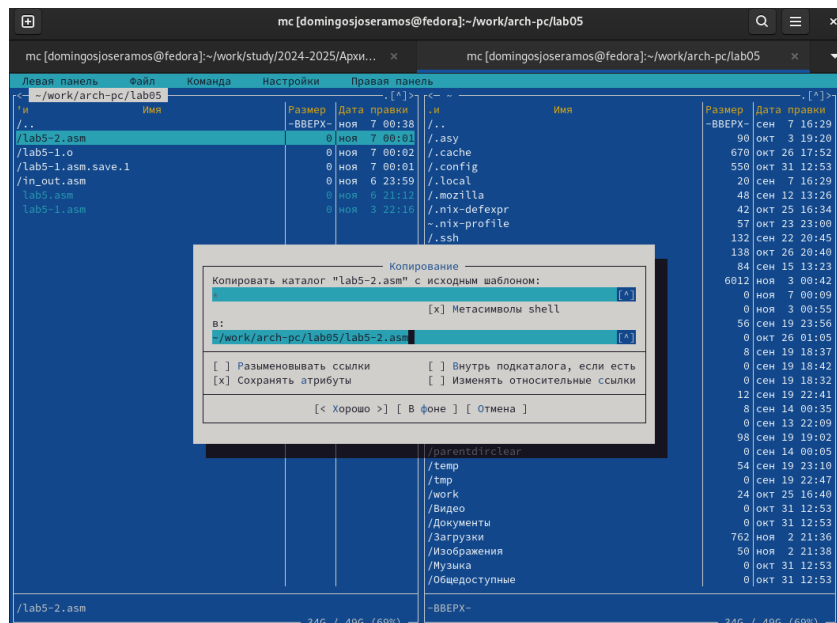 mc [domingosjoseramos@fedora]:~/work/arch-pc/lab05
mc [domingosjoseramos@fedora]:~/work/study/2024-2025/Архи... ×
mc [domingosjoseramos@fedora]:~/work/arch-pc/lab05 ×
Левая панель Файл Команда Настройки Правая панель
<— ~/work/arch-pc/lab05 .[^]>
'и Имя Размер Дата правки
/.. -ВВЕРХ- ноя 7 00:38
/lab5-2.asm 0 ноя 7 00:01
/lab5-1.o 0 ноя 7 00:02
/lab5-1.asm.save.1 0 ноя 7 00:01
/in_out.asm 0 ноя 6 23:59
lab5.asm 0 ноя 6 21:12
lab5-1.asm 0 ноя 3 22:16
/lab5-2.asm
34G / 49G (69%)
<— ~ .[^]>
.и Имя Размер Дата правки
/.. -ВВЕРХ- сен 7 16:29
/.asy 90 окт 3 19:20
/.cache 670 окт 26 17:52
/.config 550 окт 31 12:53
/.local 20 сен 7 16:29
/.mozilla 48 сен 12 13:26
/.nix-defexpr 42 окт 25 16:34
~.nix-profile 57 окт 23 23:00
/.ssh 132 сен 22 20:45
138 окт 26 20:40
84 сен 15 13:23
6012 ноя 3 00:42
0 ноя 7 00:09
0 ноя 3 00:55
56 сен 19 23:56
0 окт 26 01:05
8 сен 19 18:37
0 сен 19 18:42
0 сен 19 18:32
12 сен 19 22:41
8 сен 14 00:35
0 сен 13 22:09
98 сен 19 19:02
/parentdirclear 0 сен 14 00:05
/temp 54 сен 19 23:10
/tmp 0 сен 19 22:47
/work 24 окт 25 16:40
/Видео 0 окт 31 12:53
/Документы 0 окт 31 12:53
/Загрузки 762 ноя 2 21:36
/Изображения 50 ноя 2 21:38
/Музыка 0 окт 31 12:53
/Общедоступные 0 окт 31 12:53
-ВВЕРХ-
34G / 49G (69%)
Копирование
Копировать каталог "lab5-2.asm" с исходным шаблоном:
* [^]
[x] Метасимволы shell
в:
~/work/arch-pc/lab05/lab5-2.asm [^]
[ ] Разыменовывать ссылки [ ] Внутрь подкаталога, если есть
[x] Сохранять атрибуты [ ] Изменять относительные ссылки
[< Хорошо >] [ В фоне ] [ Отмена ]